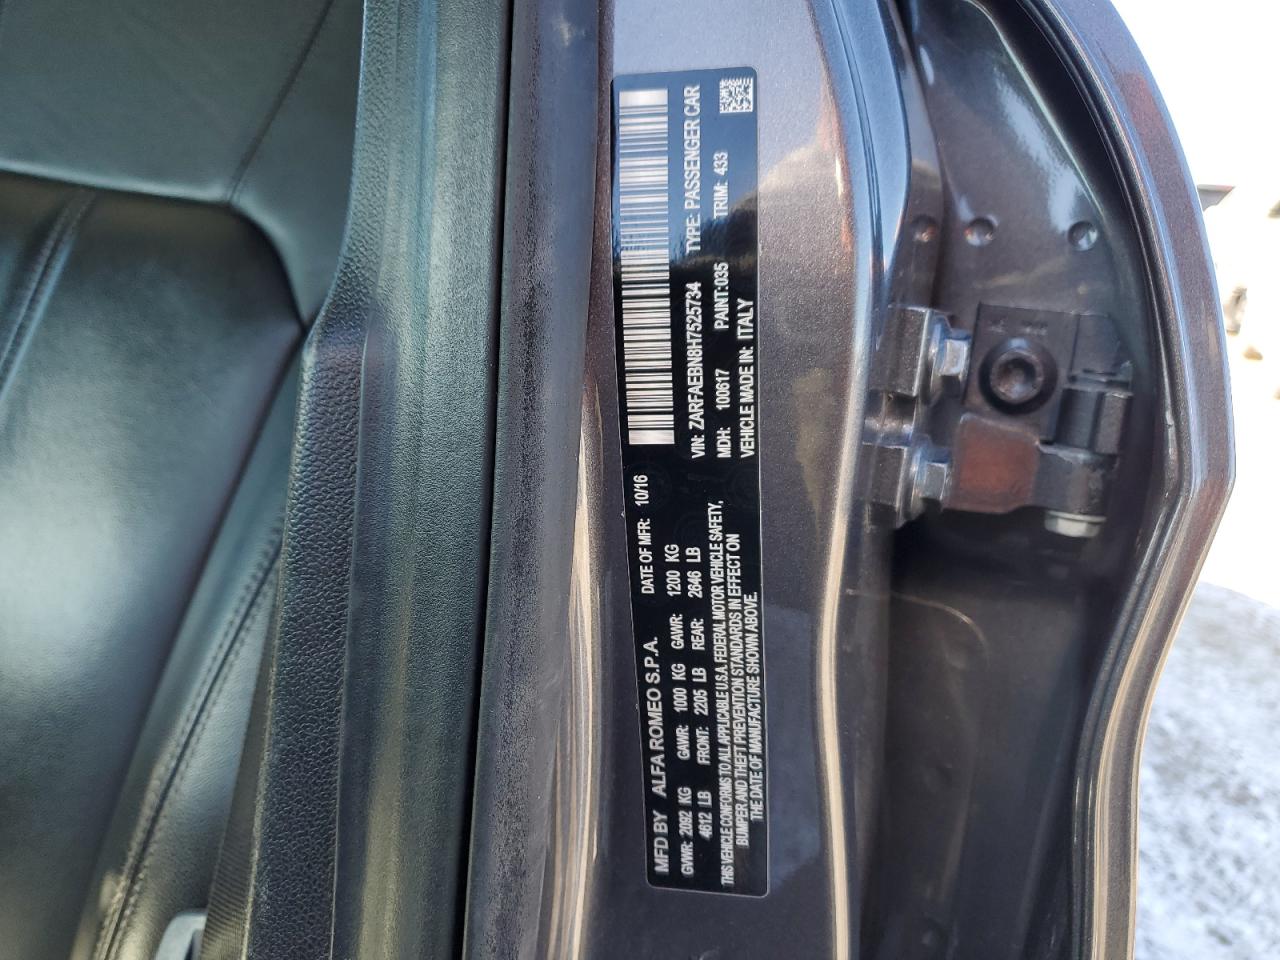 MFD BY ALFA ROMEO S.P.A. DATE OF MFR: 10/16
GVWR: 2092 KG GAWR: 1000 KG GAWR: 1200 KG
4612 LB FRONT: 2205 LB REAR: 2646 LB
THIS VEHICLE CONFORMS TO ALL APPLICABLE U.S.A. FEDERAL MOTOR VEHICLE SAFETY,
BUMPER AND THEFT PREVENTION STANDARDS IN EFFECT ON
THE DATE OF MANUFACTURE SHOWN ABOVE.
VIN: ZARFAEBN8H7525734 TYPE: PASSENGER CAR
MDH: 100617 PAINT:035 TRIM: 433
VEHICLE MADE IN: ITALY